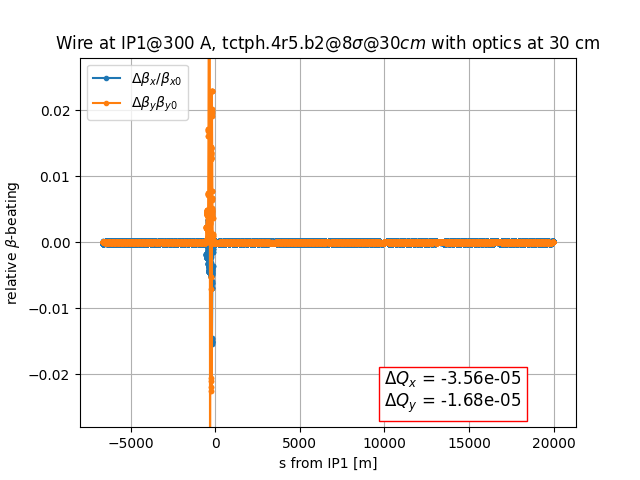 Wire at IP1@300 A, tctph.4r5.b2@8σ@30cm with optics at 30 cm
Δβx/βx0
Δβyβy0
0.02
0.01
0.00
−0.01
−0.02
relative β-beating
ΔQx = -3.56e-05
ΔQy = -1.68e-05
−5000 0 5000 10000 15000 20000
s from IP1 [m]